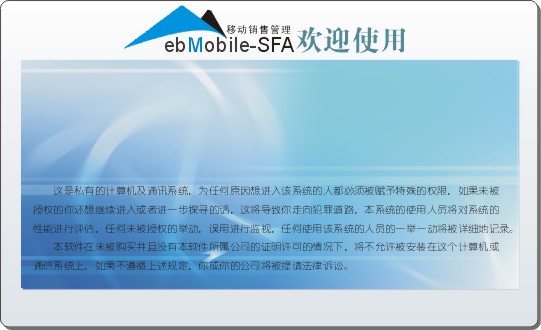 移动销售管理
ebMobile-SFA欢迎使用
这是私有的计算机及通讯系统，为任何原因想进入该系统的人都必须被赋予特殊的权限，如果未被
授权的你还想继续进入或者进一步探寻的话，这将导你走向犯罪道路，本系统的使用人员将对系统的
性能进行评估，任何未被授权的举动，误用进行监视，任何使用该系统的人员的一举一动将被详细地记录。
本软件在未被购买并且没有本软件所属公司的证明许可的情况下，将不允许被安装在这个计算机或
通信系统上，如果不遵循上述规定，你或你的公司将被提请法律诉讼。